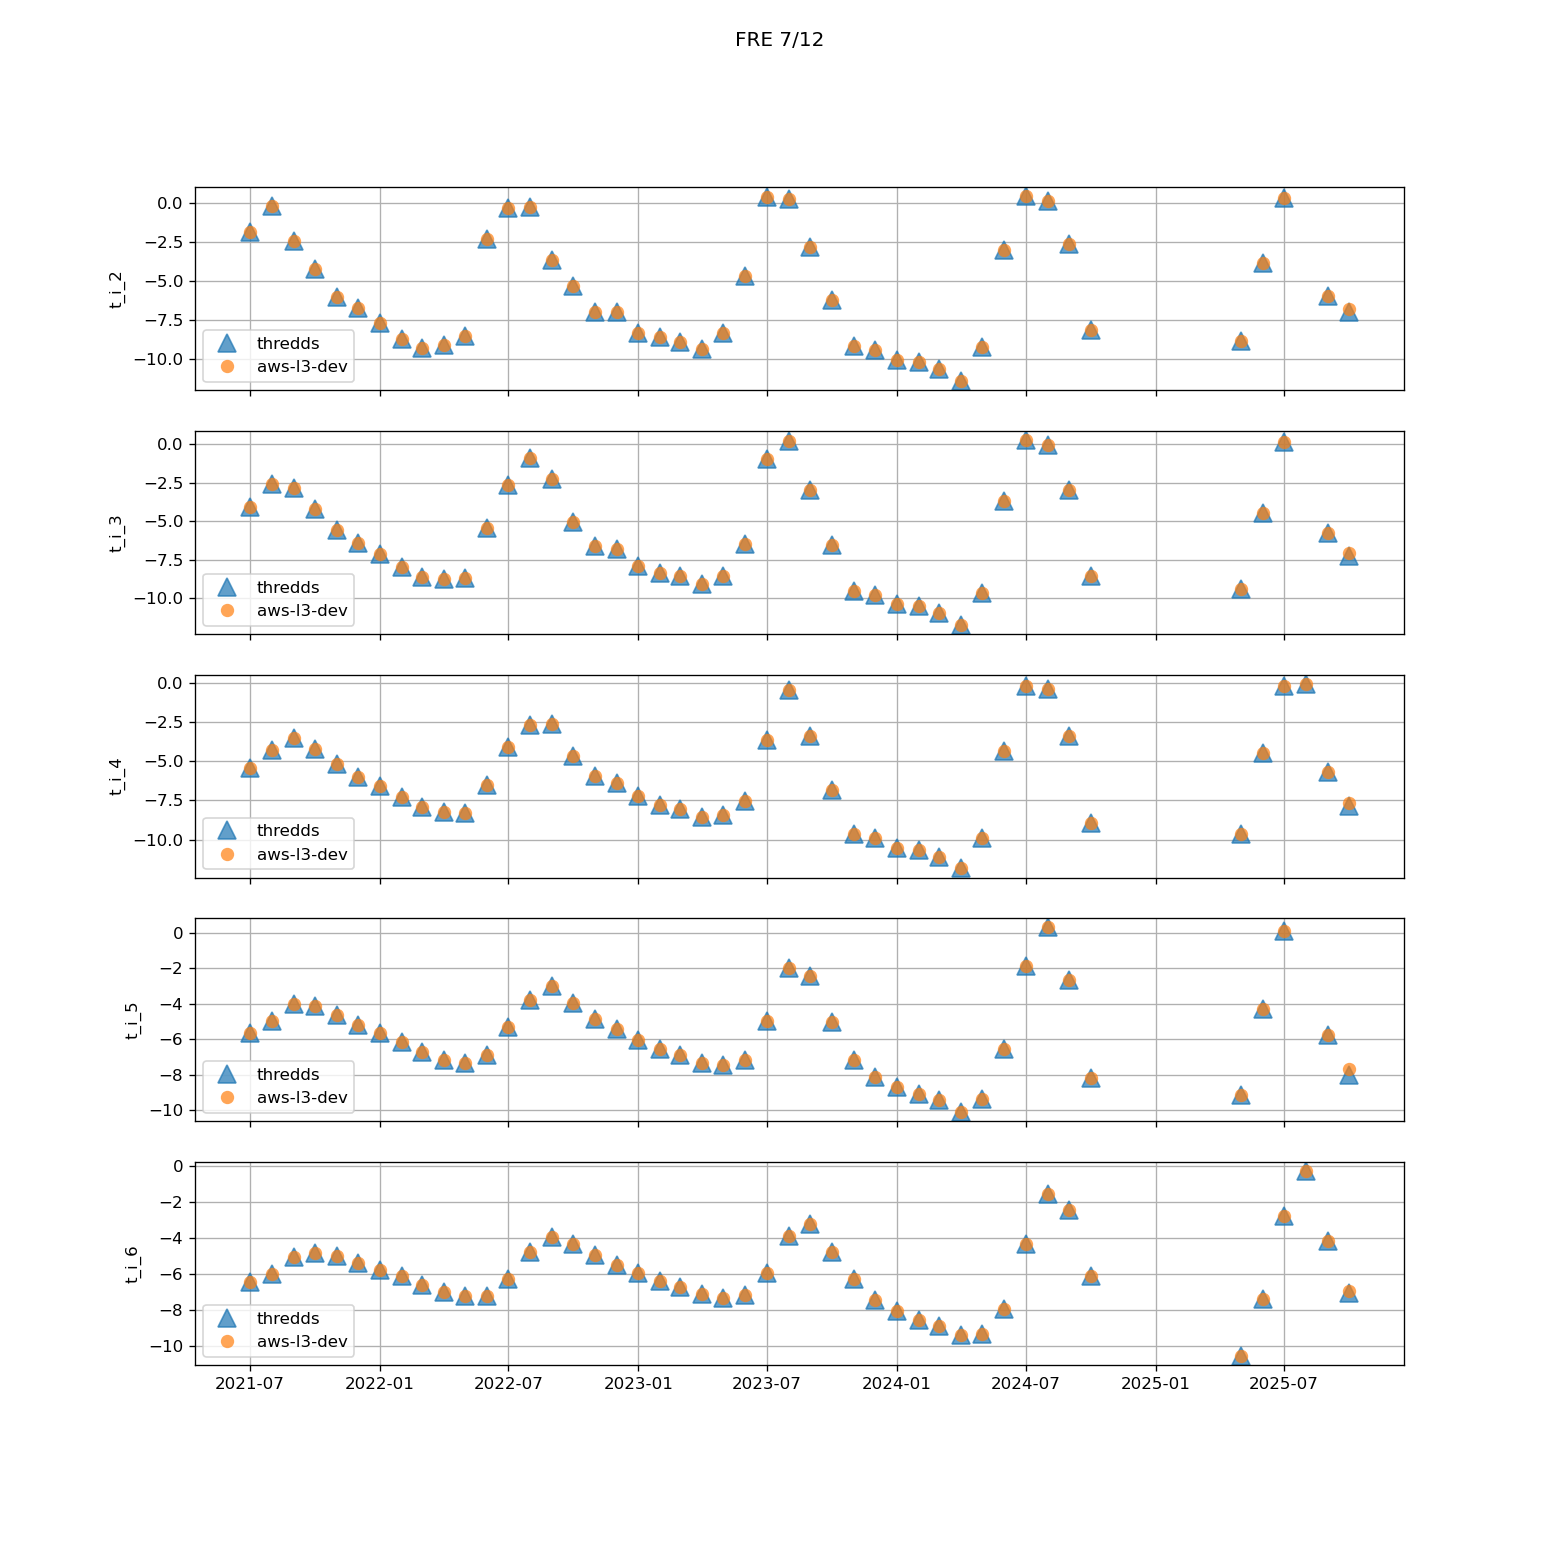 FRE 7/12
t_i_2
0.0
−2.5
−5.0
−7.5
−10.0
thredds
aws-l3-dev
t_i_3
0.0
−2.5
−5.0
−7.5
−10.0
thredds
aws-l3-dev
t_i_4
0.0
−2.5
−5.0
−7.5
−10.0
thredds
aws-l3-dev
t_i_5
0
−2
−4
−6
−8
−10
thredds
aws-l3-dev
t_i_6
0
−2
−4
−6
−8
−10
thredds
aws-l3-dev
2021-07 2022-01 2022-07 2023-01 2023-07 2024-01 2024-07 2025-01 2025-07